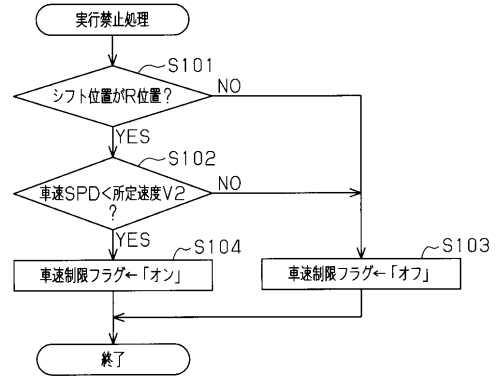 実行禁止処理
S101
シフト位置がR位置?
NO
YES
S102
車速SPD<所定速度V2
?
NO
YES
S104
車速制限フラグ←「オン」
S103
車速制限フラグ←「オフ」
終了